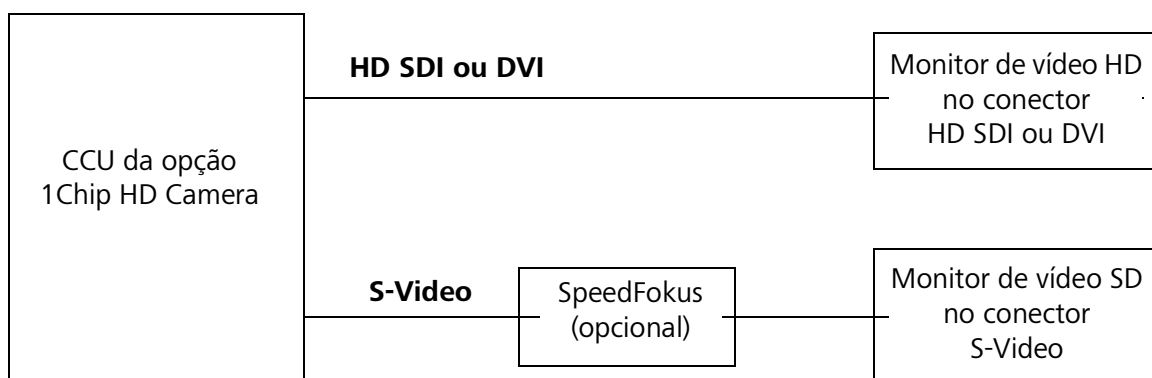 HD SDI ou DVI
Monitor de vídeo HD
no conector
HD SDI ou DVI
CCU da opção
1Chip HD Camera
S-Video
SpeedFokus
(opcional)
Monitor de vídeo SD
no conector
S-Video